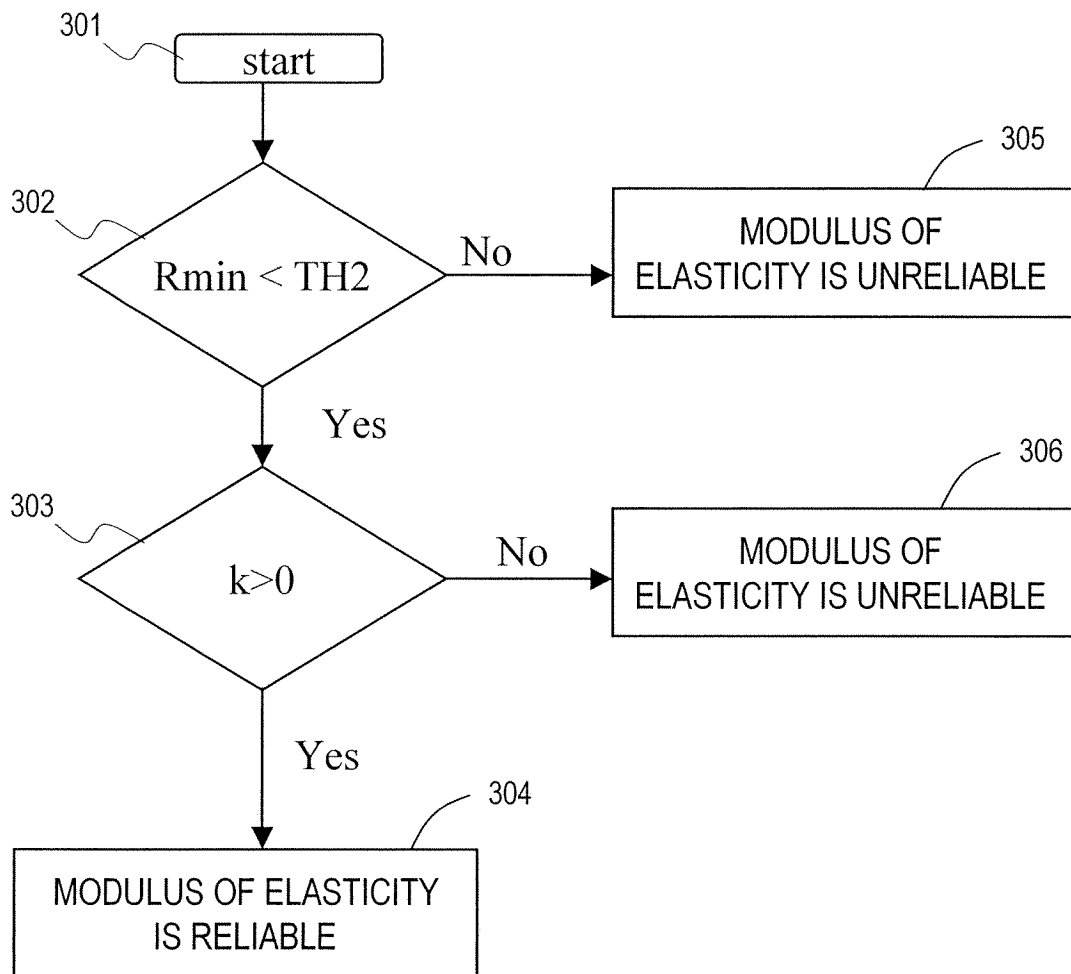 301
start
305
302
MODULUS OF
ELASTICITY IS UNRELIABLE
No
Rmin < TH2
Yes
306
303
MODULUS OF
ELASTICITY IS UNRELIABLE
No
k>0
Yes
304
MODULUS OF ELASTICITY
IS RELIABLE